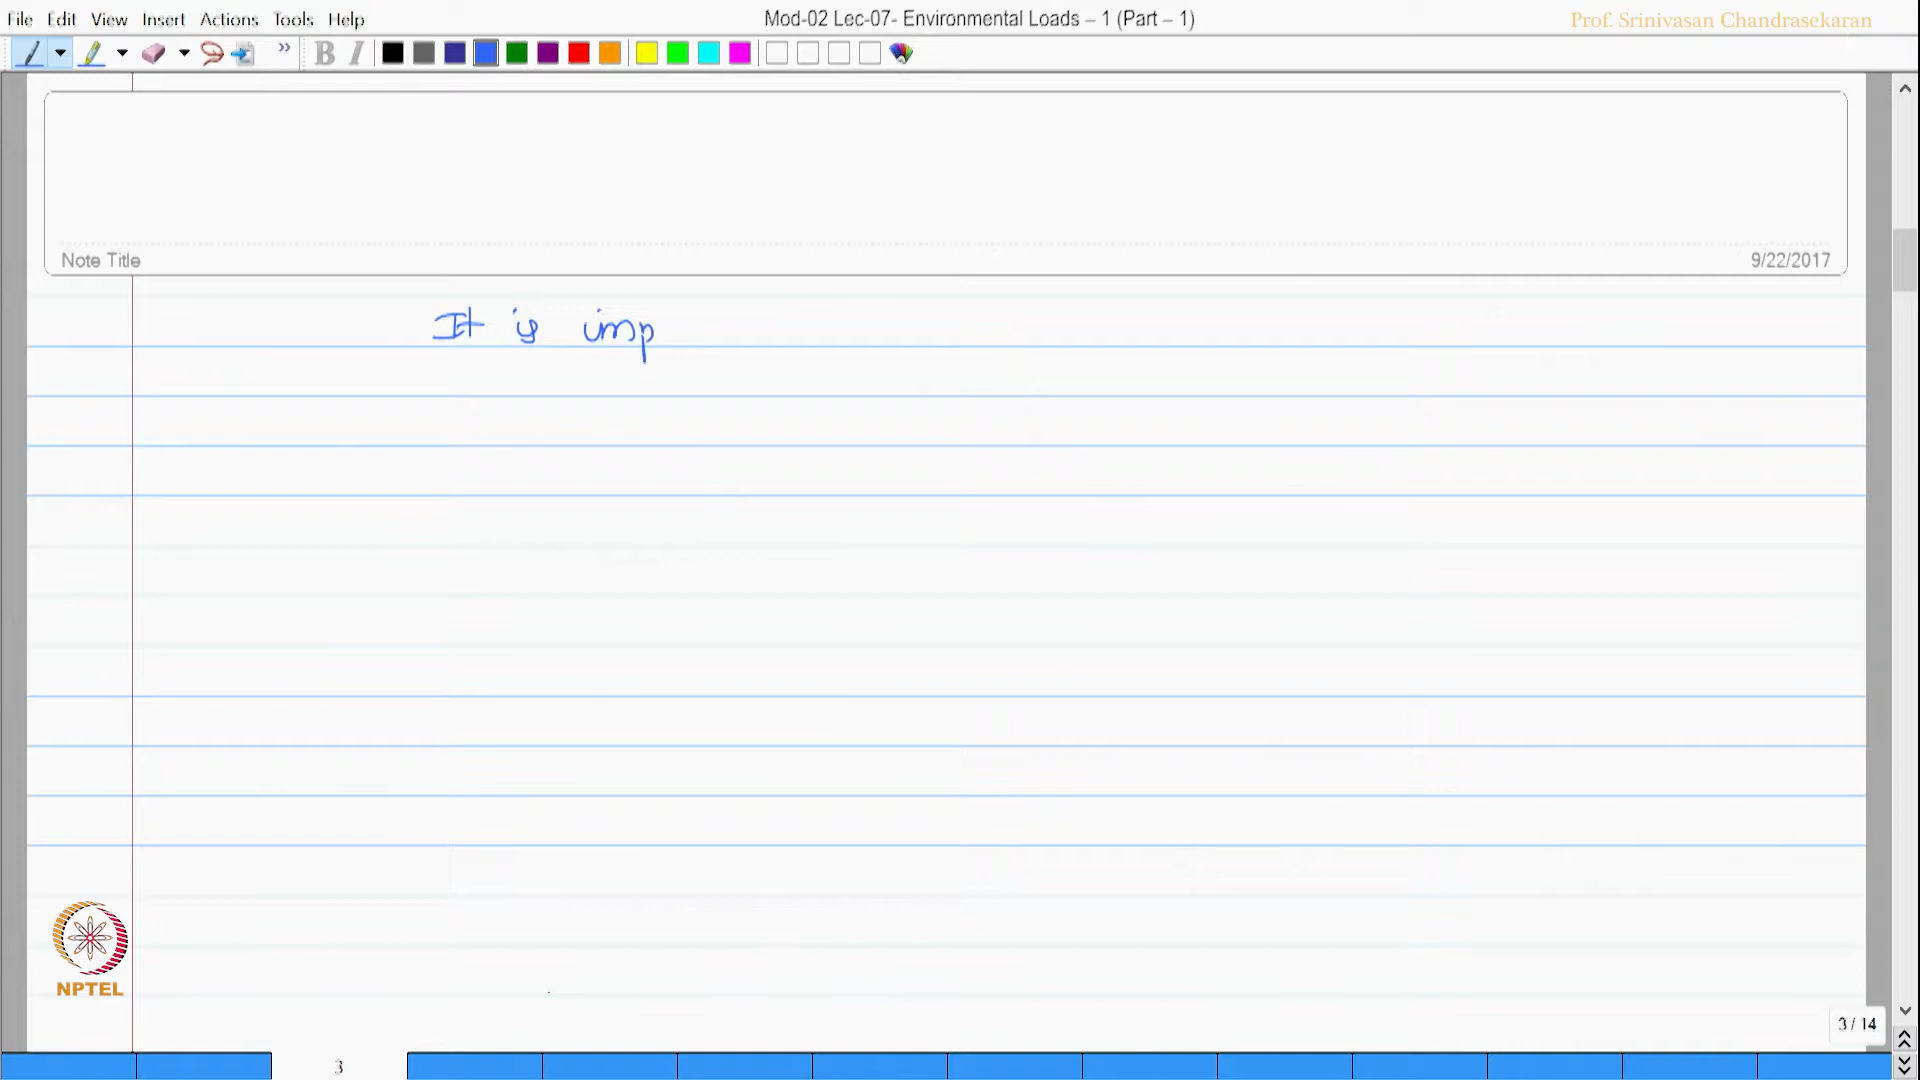 File Edit View Insert Actions Tools Help
Mod-02 Lec-07- Environmental Loads – 1 (Part – 1)
Prof. Srinivasan Chandrasekaran
B I
Note Title
9/22/2017
It is imp
NPTEL
3 / 14
3